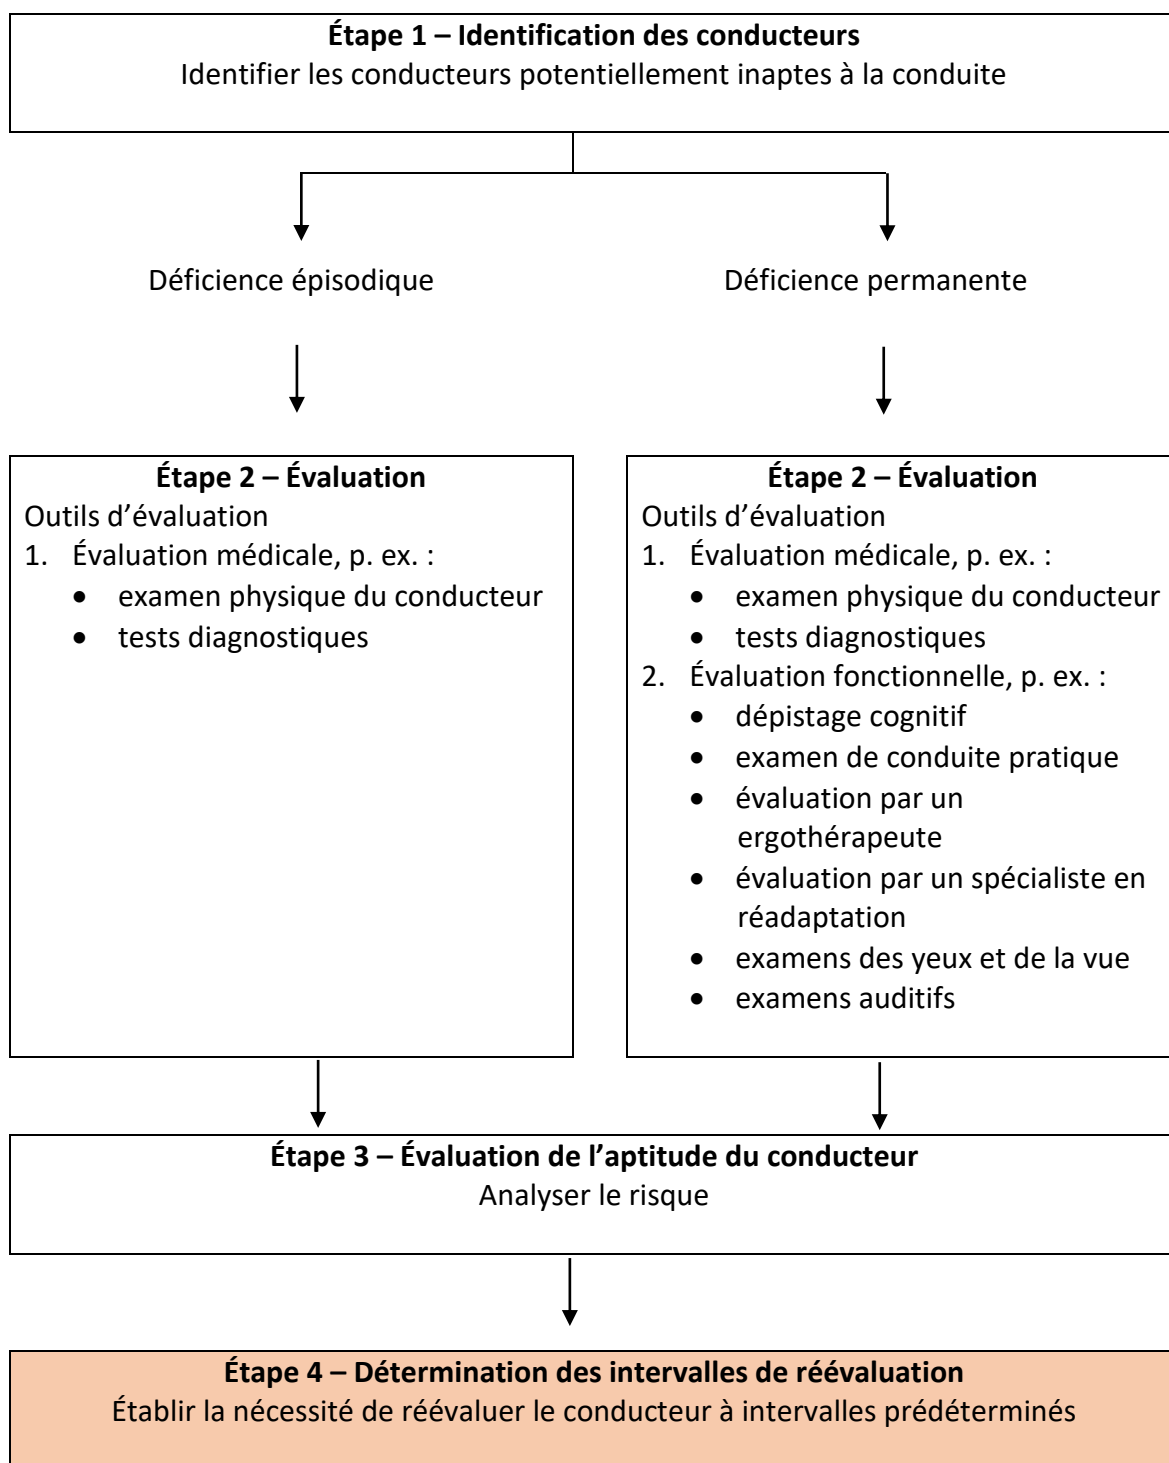 Étape 1 – Identification des conducteurs
Identifier les conducteurs potentiellement inaptes à la conduite
Déficience épisodique
Déficience permanente
Étape 2 – Évaluation
Outils d’évaluation
1. Évaluation médicale, p. ex. :
• examen physique du conducteur
• tests diagnostiques
Étape 2 – Évaluation
Outils d’évaluation
1. Évaluation médicale, p. ex. :
• examen physique du conducteur
• tests diagnostiques
2. Évaluation fonctionnelle, p. ex. :
• dépistage cognitif
• examen de conduite pratique
• évaluation par un
ergothérapeute
• évaluation par un spécialiste en
réadaptation
• examens des yeux et de la vue
• examens auditifs
Étape 3 – Évaluation de l’aptitude du conducteur
Analyser le risque
Étape 4 – Détermination des intervalles de réévaluation
Établir la nécessité de réévaluer le conducteur à intervalles prédéterminés